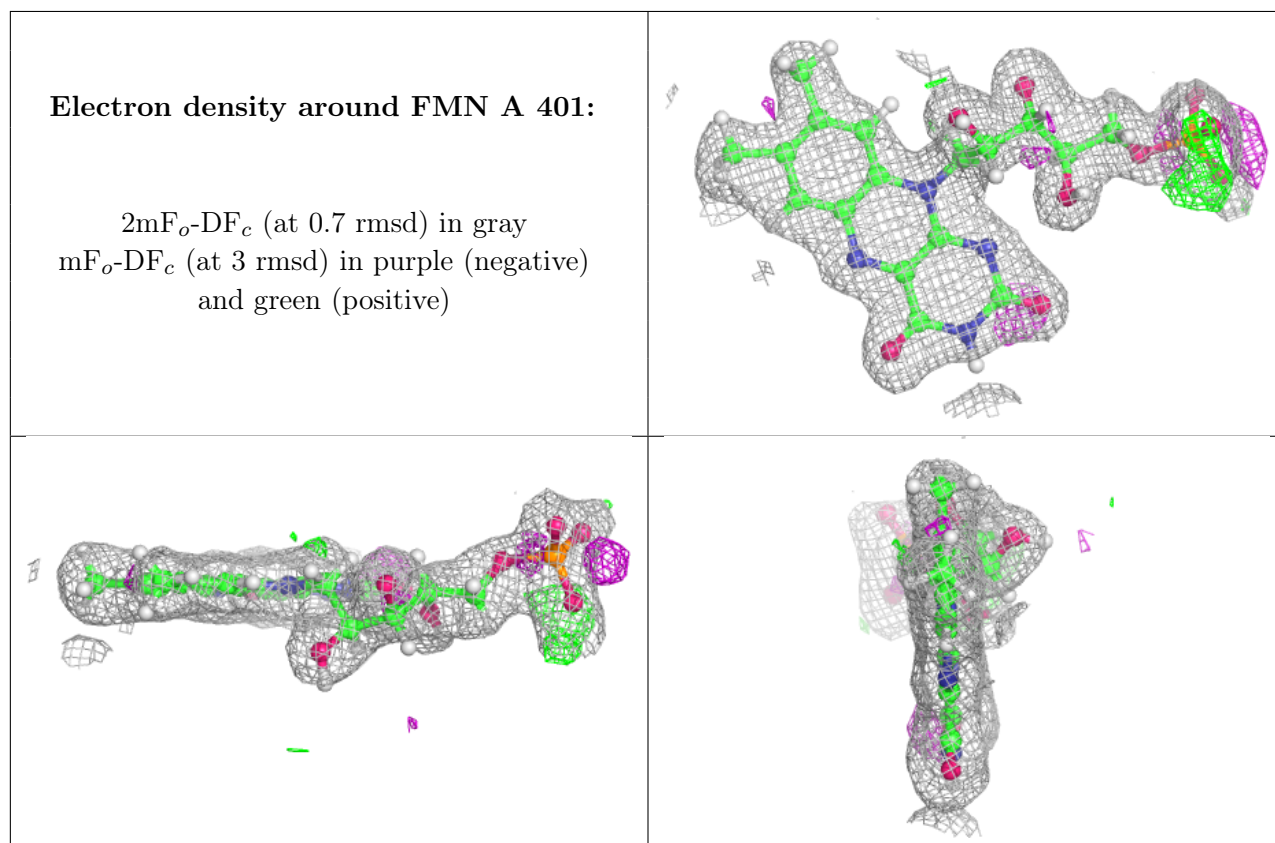 Electron density around FMN A 401:
2mFₒ-DF𝒸 (at 0.7 rmsd) in gray
mFₒ-DF𝒸 (at 3 rmsd) in purple (negative)
and green (positive)